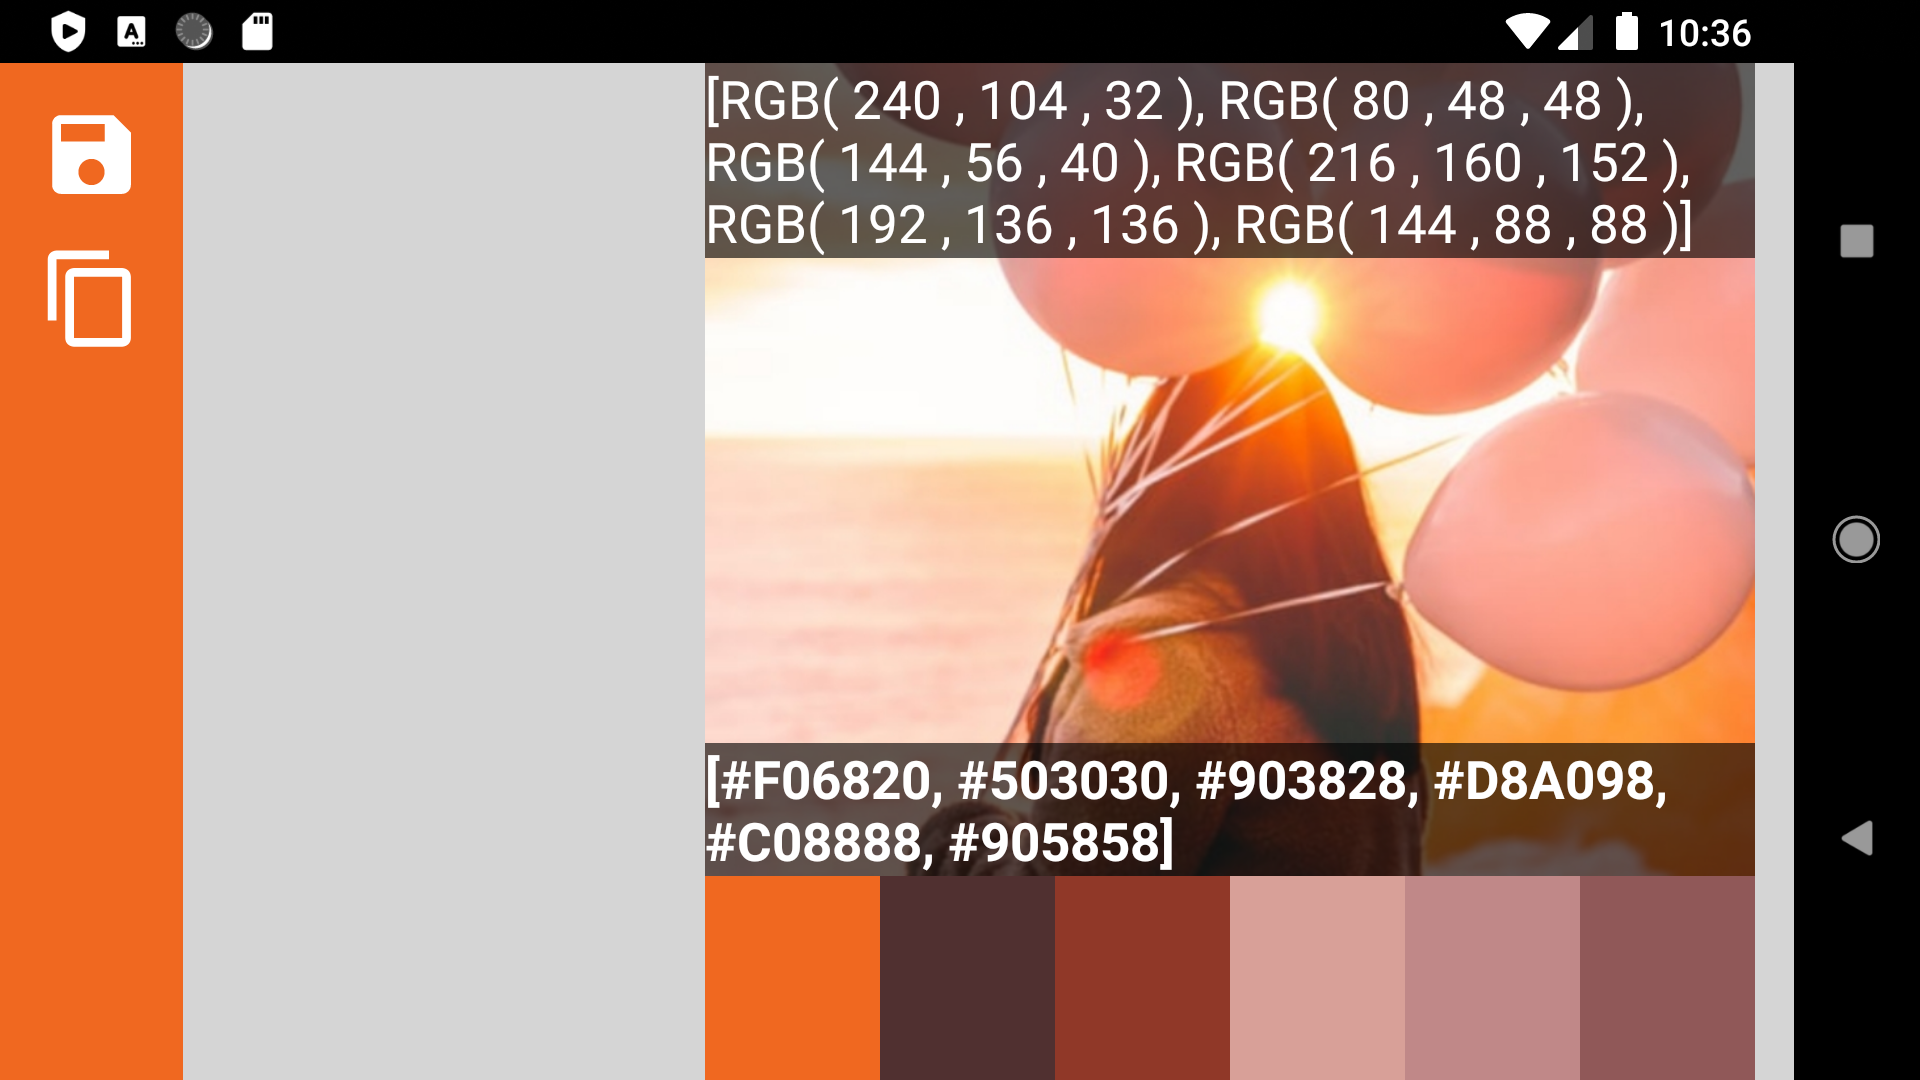 10:36
[RGB( 240 , 104 , 32 ), RGB( 80 , 48 , 48 ),
RGB( 144 , 56 , 40 ), RGB( 216 , 160 , 152 ),
RGB( 192 , 136 , 136 ), RGB( 144 , 88 , 88 )]
[#F06820, #503030, #903828, #D8A098,
#C08888, #905858]